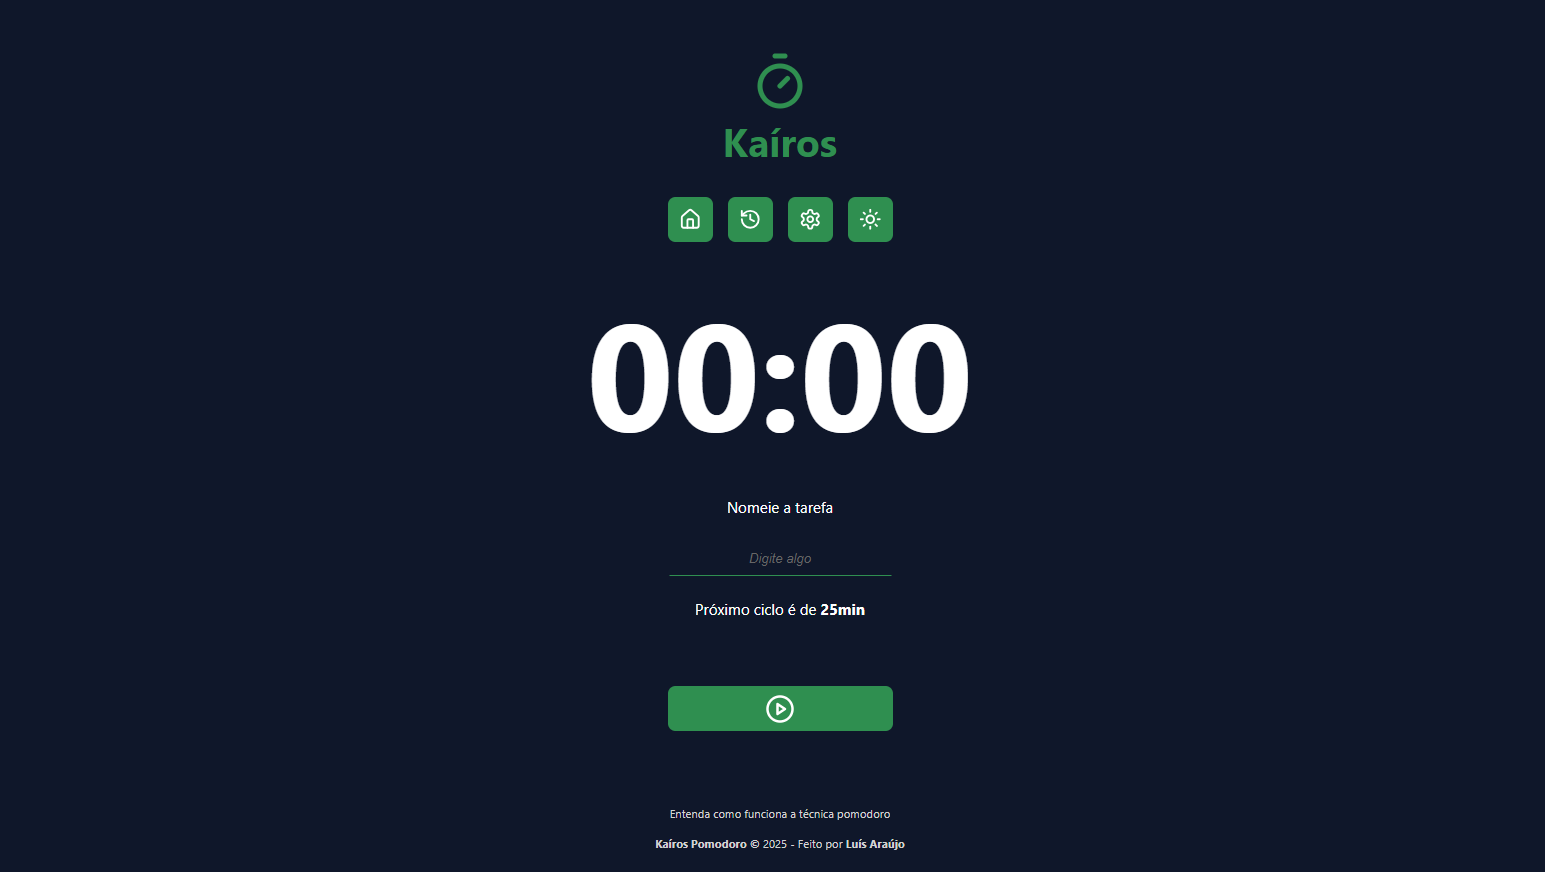 Kaíros
00:00
Nomeie a tarefa
Digite algo
Próximo ciclo é de 25min
Entenda como funciona a técnica pomodoro
Kaíros Pomodoro © 2025 - Feito por Luís Araújo